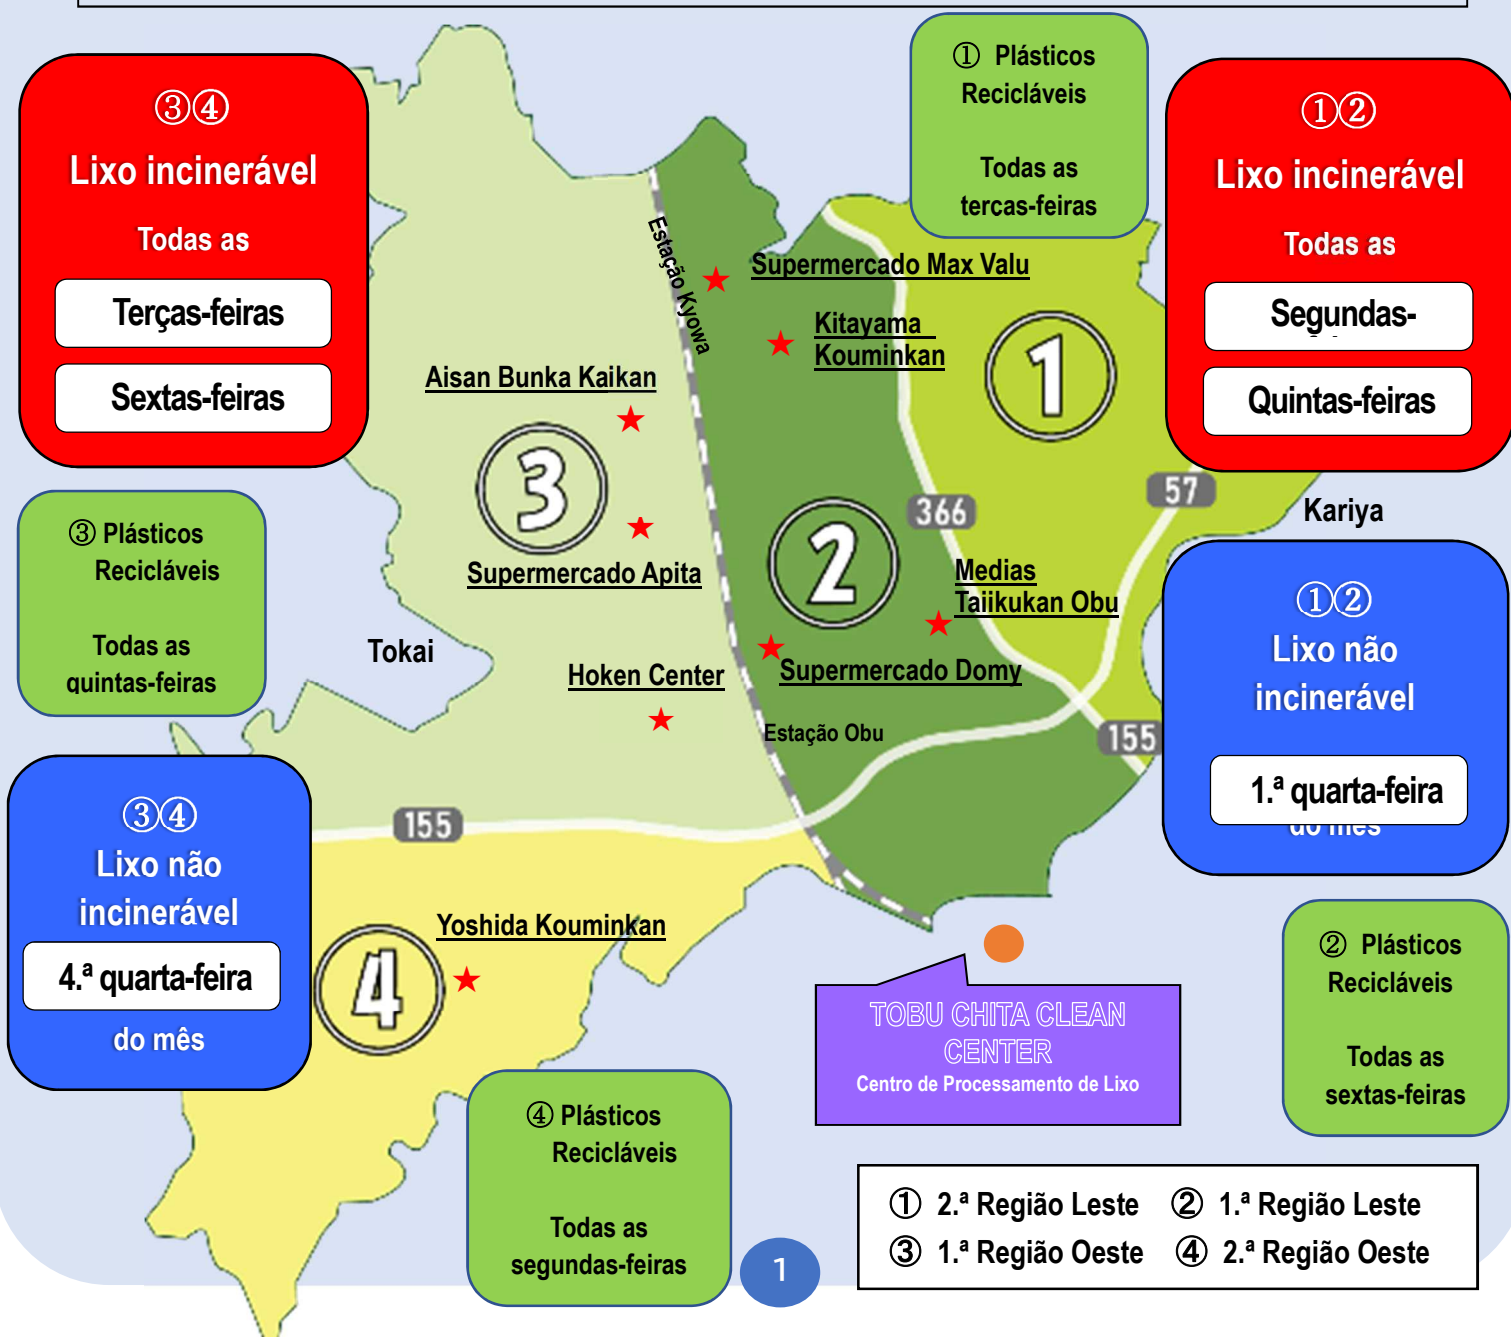 ③④
Lixo incinerável
Todas as
Terças-feiras
Sextas-feiras
① Plásticos
Recicláveis
Todas as
tercas-feiras
①②
Lixo incinerável
Todas as
Segundas-
Quintas-feiras
Estação Kyowa
Supermercado Max Valu
Kitayama
Kouminkan
Aisan Bunka Kaikan
1
3
366
57
Kariya
③ Plásticos
Recicláveis
Todas as
quintas-feiras
2
Supermercado Apita
Medias
Taiikukan Obu
Tokai
Hoken Center
Supermercado Domy
Estação Obu
155
①②
Lixo não
incinerável
1.ª quarta-feira
do mês
③④
Lixo não
incinerável
4.ª quarta-feira
do mês
155
Yoshida Kouminkan
4
TOBU CHITA CLEAN
CENTER
Centro de Processamento de Lixo
② Plásticos
Recicláveis
Todas as
sextas-feiras
④ Plásticos
Recicláveis
Todas as
segundas-feiras
① 2.ª Região Leste ② 1.ª Região Leste
③ 1.ª Região Oeste ④ 2.ª Região Oeste
1